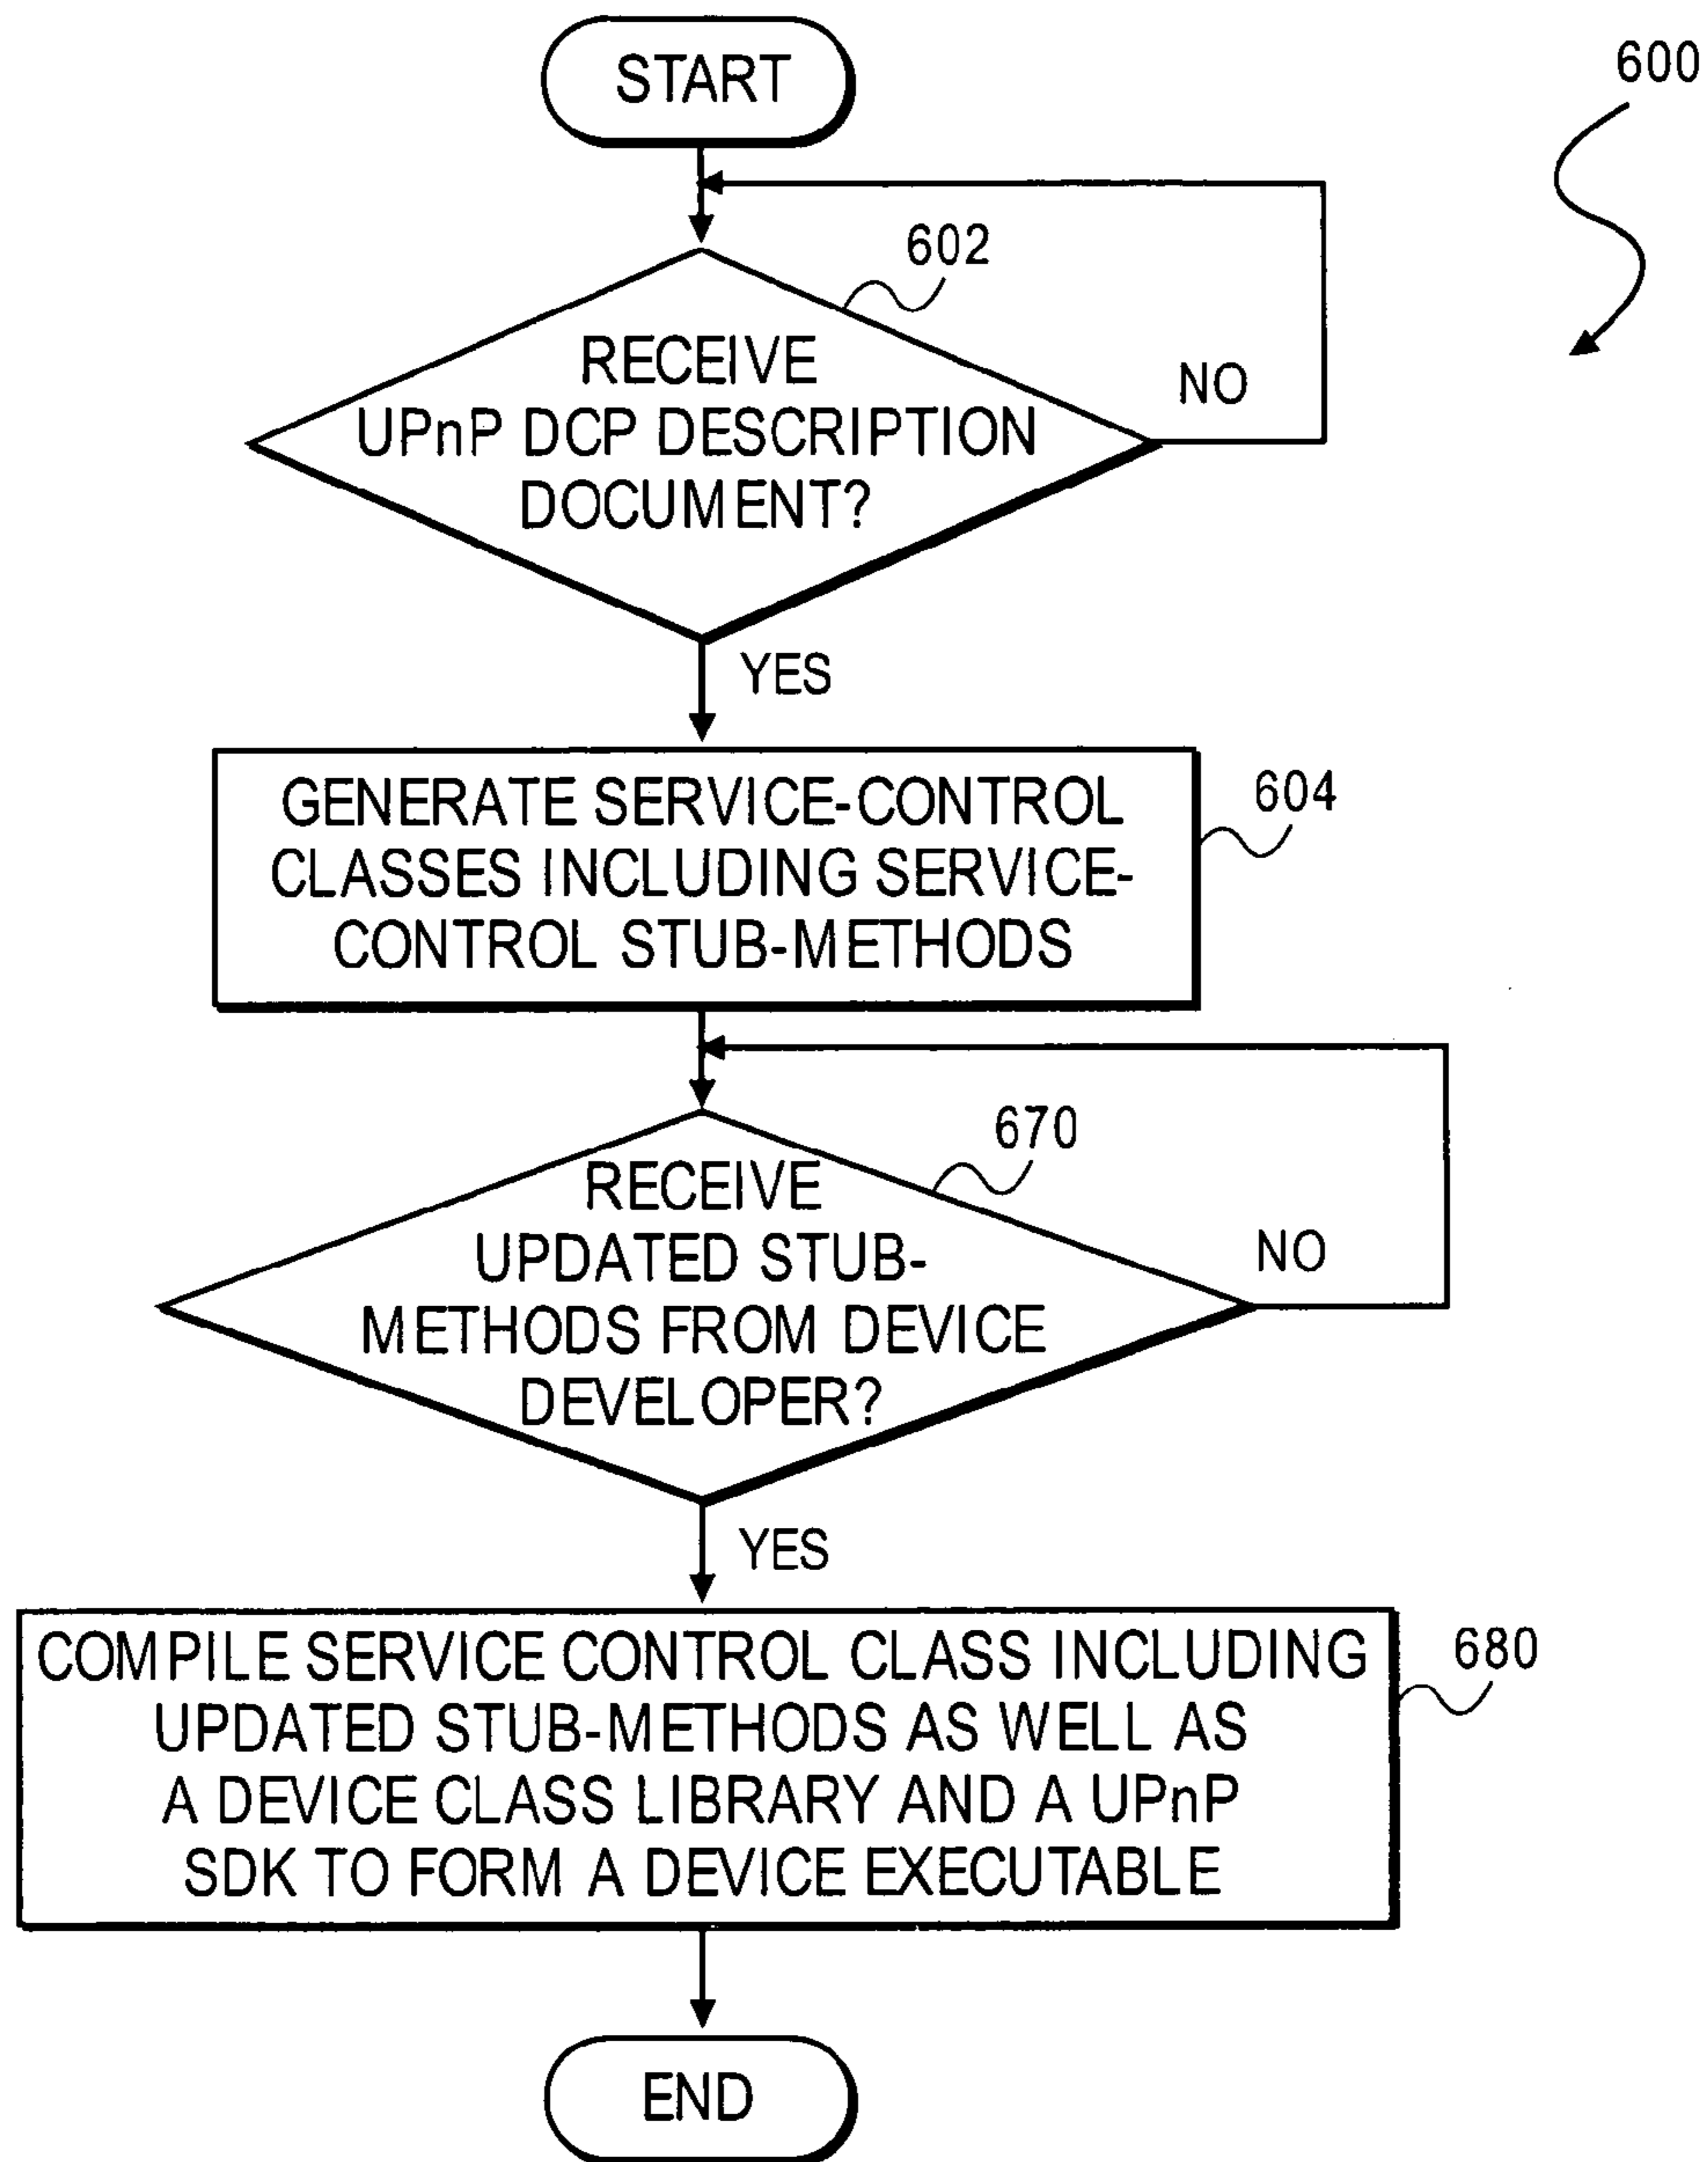 START
600
602
RECEIVE
UPnP DCP DESCRIPTION
DOCUMENT?
NO
YES
GENERATE SERVICE-CONTROL
CLASSES INCLUDING SERVICE-
CONTROL STUB-METHODS
604
670
RECEIVE
UPDATED STUB-
METHODS FROM DEVICE
DEVELOPER?
NO
YES
COMPILE SERVICE CONTROL CLASS INCLUDING
UPDATED STUB-METHODS AS WELL AS
A DEVICE CLASS LIBRARY AND A UPnP
SDK TO FORM A DEVICE EXECUTABLE
680
END